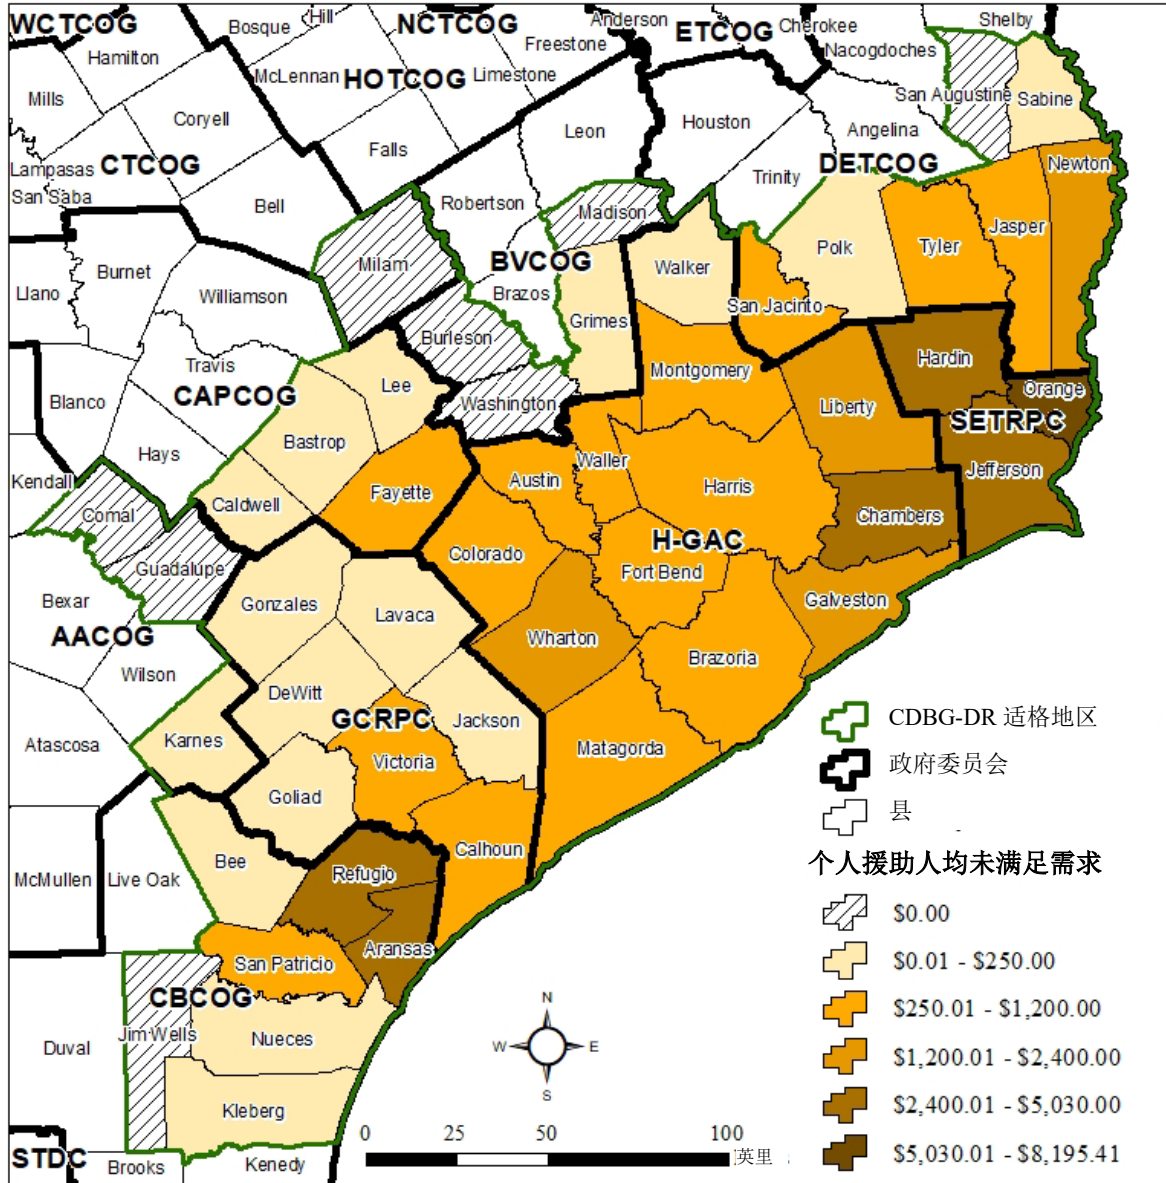 WCTCOG
Hill
Bosque
NCTCOG
Anderson
ETCOG
Cherokee
Shelby
Hamilton
Freestone
Nacogdoches
McLennan
HOTCOG
Limestone
Mills
San Augustine
Sabine
Coryell
Leon
Houston
Angelina
Falls
Lampasas
CTCOG
DETCOG
Newton
San Saba
Bell
Robertson
Trinity
Madison
Jasper
Milam
Polk
Tyler
Burnet
BVCOG
Walker
Llano
Williamson
Brazos
San Jacinto
Grimes
Burleson
Hardin
Travis
Montgomery
Lee
Orange
CAPCOG
Blanco
Washington
Liberty
SETRPC
Bastrop
Hays
Waller
Jefferson
Kendall
Austin
Fayette
Harris
Caldwell
Comal
Chambers
H-GAC
Colorado
Guadalupe
Fort Bend
Bexar
Gonzales
Galveston
Lavaca
AACOG
Wharton
Wilson
Brazoria
DeWitt
GCRPC
Jackson
Karnes
Atascosa
Matagorda
Victoria
Goliad
Calhoun
Bee
Refugio
McMullen
Live Oak
Aransas
San Patricio
CBCOG
Jim Wells
Nueces
Duval
Kleberg
STDC
Brooks
Kenedy
CDBG-DR 适格地区
政府委员会
县
个人援助人均未满足需求
$0.00
$0.01 - $250.00
$250.01 - $1,200.00
$1,200.01 - $2,400.00
$2,400.01 - $5,030.00
$5,030.01 - $8,195.41
N
W E
S
0 25 50 100
英里